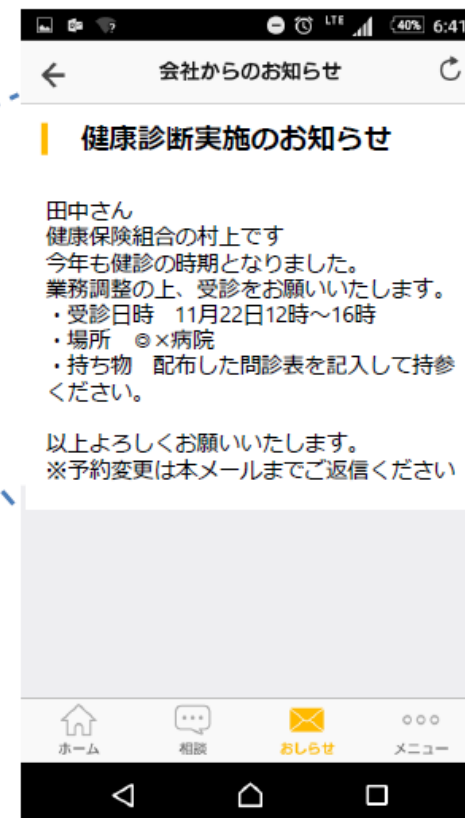 LTE 40% 6:41
会社からのお知らせ
健康診断実施のお知らせ
田中さん
健康保険組合の村上です
今年も健診の時期となりました。
業務調整の上、受診をお願いいたします。
・受診日時　11月22日12時～16時
・場所　◎×病院
・持ち物　配布した問診表を記入して持参
ください。
以上よろしくお願いいたします。
※予約変更は本メールまでご返信ください
ホーム 相談 おしらせ メニュー